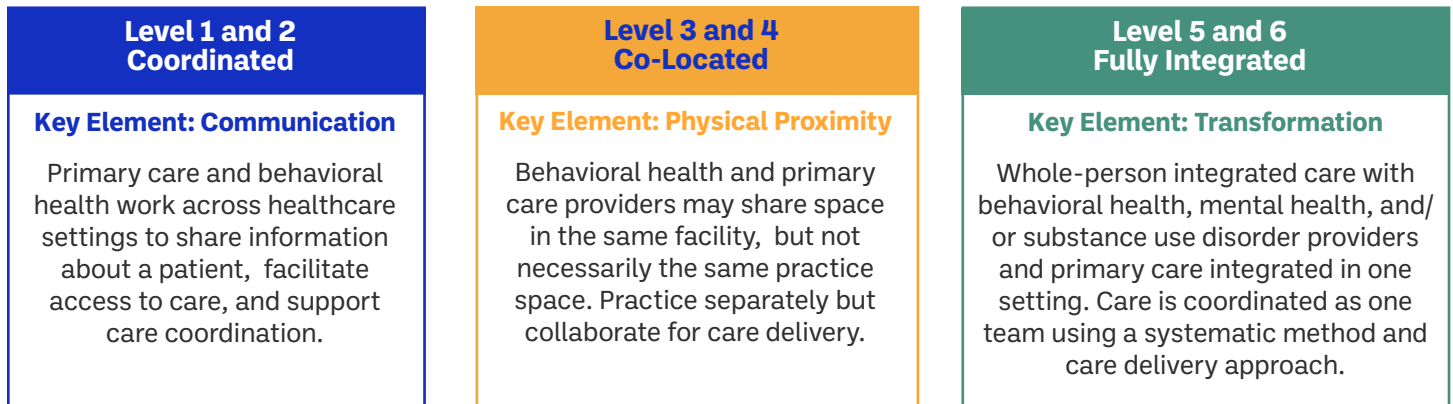 Level 1 and 2
Coordinated
Key Element: Communication
Primary care and behavioral
health work across healthcare
settings to share information
about a patient, facilitate
access to care, and support
care coordination.
Level 3 and 4
Co-Located
Key Element: Physical Proximity
Behavioral health and primary
care providers may share space
in the same facility, but not
necessarily the same practice
space. Practice separately but
collaborate for care delivery.
Level 5 and 6
Fully Integrated
Key Element: Transformation
Whole-person integrated care with
behavioral health, mental health, and/
or substance use disorder providers
and primary care integrated in one
setting. Care is coordinated as one
team using a systematic method and
care delivery approach.